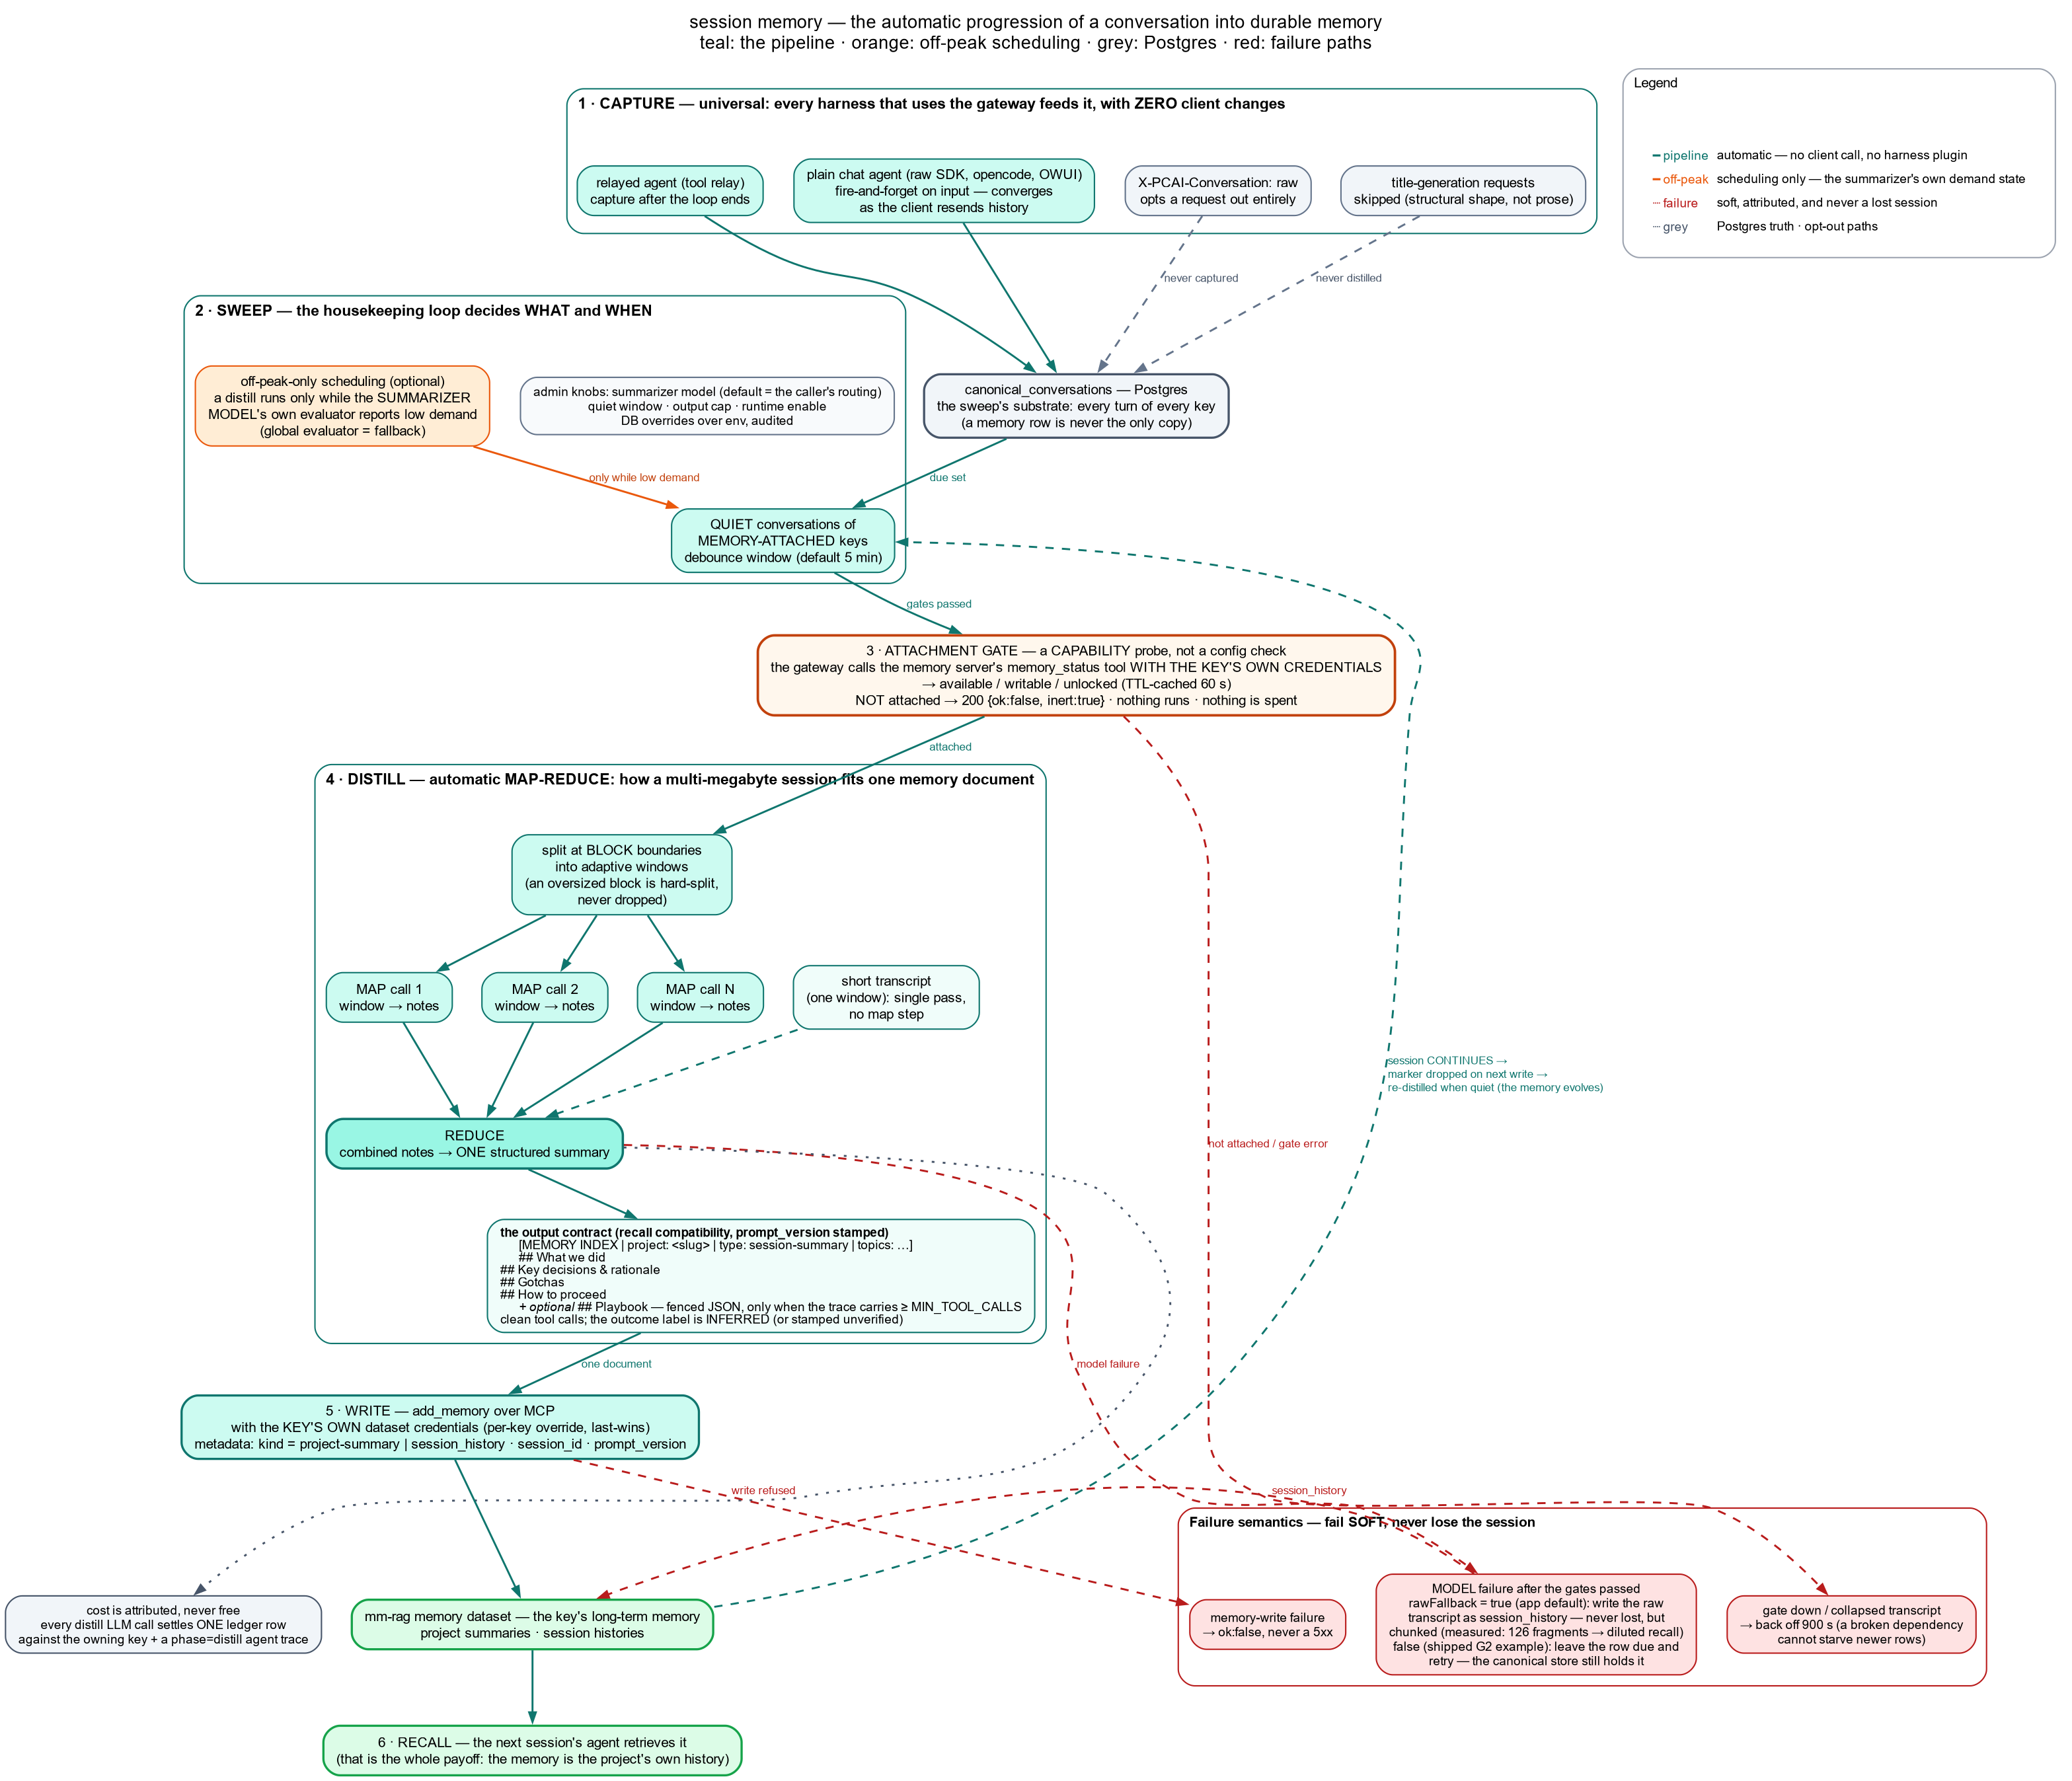 session memory — the automatic progression of a conversation into durable memory
teal: the pipeline · orange: off-peak scheduling · grey: Postgres · red: failure paths
Legend
pipeline automatic — no client call, no harness plugin
off-peak scheduling only — the summarizer's own demand state
failure soft, attributed, and never a lost session
grey Postgres truth · opt-out paths
1 · CAPTURE — universal: every harness that uses the gateway feeds it, with ZERO client changes
relayed agent (tool relay)
capture after the loop ends
plain chat agent (raw SDK, opencode, OWUI)
fire-and-forget on input — converges
as the client resends history
X-PCAI-Conversation: raw
opts a request out entirely
title-generation requests
skipped (structural shape, not prose)
never captured
never distilled
2 · SWEEP — the housekeeping loop decides WHAT and WHEN
off-peak-only scheduling (optional)
a distill runs only while the SUMMARIZER
MODEL's own evaluator reports low demand
(global evaluator = fallback)
admin knobs: summarizer model (default = the caller's routing)
quiet window · output cap · runtime enable
DB overrides over env, audited
canonical_conversations — Postgres
the sweep's substrate: every turn of every key
(a memory row is never the only copy)
only while low demand
due set
QUIET conversations of
MEMORY-ATTACHED keys
debounce window (default 5 min)
gates passed
3 · ATTACHMENT GATE — a CAPABILITY probe, not a config check
the gateway calls the memory server's memory_status tool WITH THE KEY'S OWN CREDENTIALS
→ available / writable / unlocked (TTL-cached 60 s)
NOT attached → 200 {ok:false, inert:true} · nothing runs · nothing is spent
attached
4 · DISTILL — automatic MAP-REDUCE: how a multi-megabyte session fits one memory document
split at BLOCK boundaries
into adaptive windows
(an oversized block is hard-split,
never dropped)
MAP call 1
window → notes
MAP call 2
window → notes
MAP call N
window → notes
short transcript
(one window): single pass,
no map step
session CONTINUES →
marker dropped on next write →
re-distilled when quiet (the memory evolves)
REDUCE
combined notes → ONE structured summary
not attached / gate error
the output contract (recall compatibility, prompt_version stamped)
[MEMORY INDEX | project: <slug> | type: session-summary | topics: …]
## What we did
## Key decisions & rationale
## Gotchas
## How to proceed
+ optional ## Playbook — fenced JSON, only when the trace carries ≥ MIN_TOOL_CALLS
clean tool calls; the outcome label is INFERRED (or stamped unverified)
one document
model failure
5 · WRITE — add_memory over MCP
with the KEY'S OWN dataset credentials (per-key override, last-wins)
metadata: kind = project-summary | session_history · session_id · prompt_version
write refused
session_history
Failure semantics — fail SOFT, never lose the session
memory-write failure
→ ok:false, never a 5xx
MODEL failure after the gates passed
rawFallback = true (app default): write the raw
transcript as session_history — never lost, but
chunked (measured: 126 fragments → diluted recall)
false (shipped G2 example): leave the row due and
retry — the canonical store still holds it
gate down / collapsed transcript
→ back off 900 s (a broken dependency
cannot starve newer rows)
cost is attributed, never free
every distill LLM call settles ONE ledger row
against the owning key + a phase=distill agent trace
mm-rag memory dataset — the key's long-term memory
project summaries · session histories
6 · RECALL — the next session's agent retrieves it
(that is the whole payoff: the memory is the project's own history)